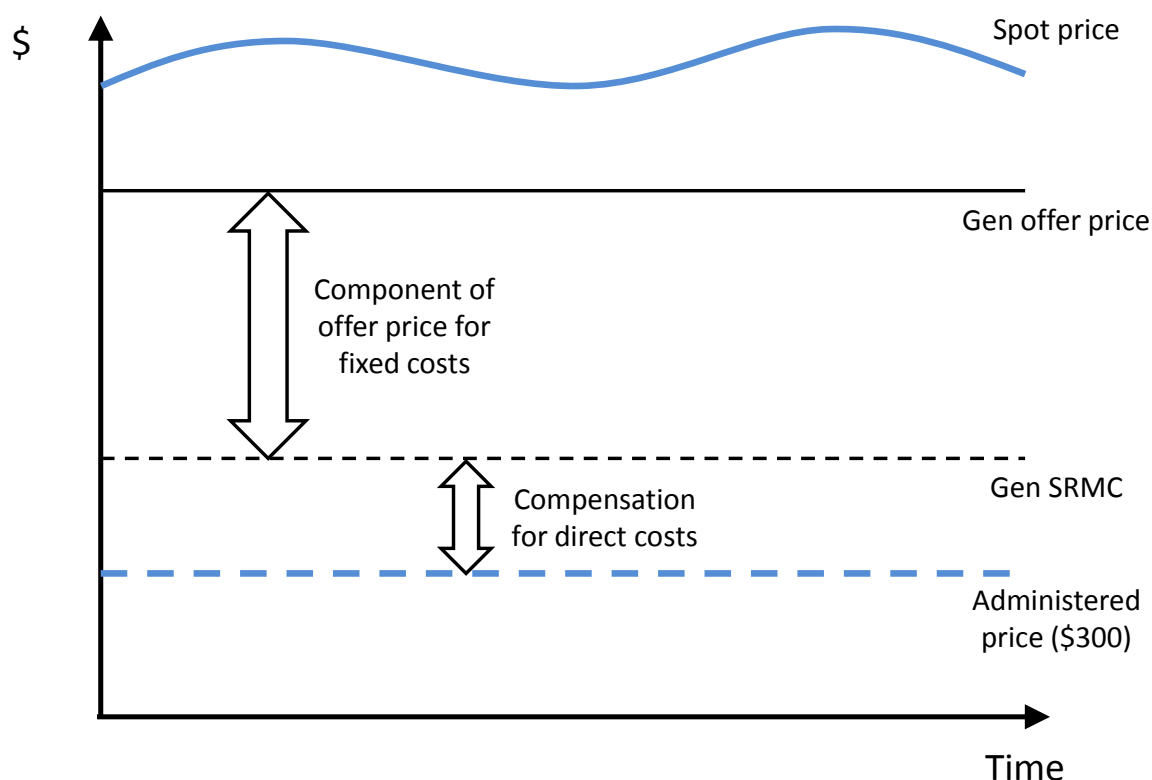 $
Spot price
Gen offer price
Component of
offer price for
fixed costs
Gen SRMC
Compensation
for direct costs
Administered
price ($300)
Time